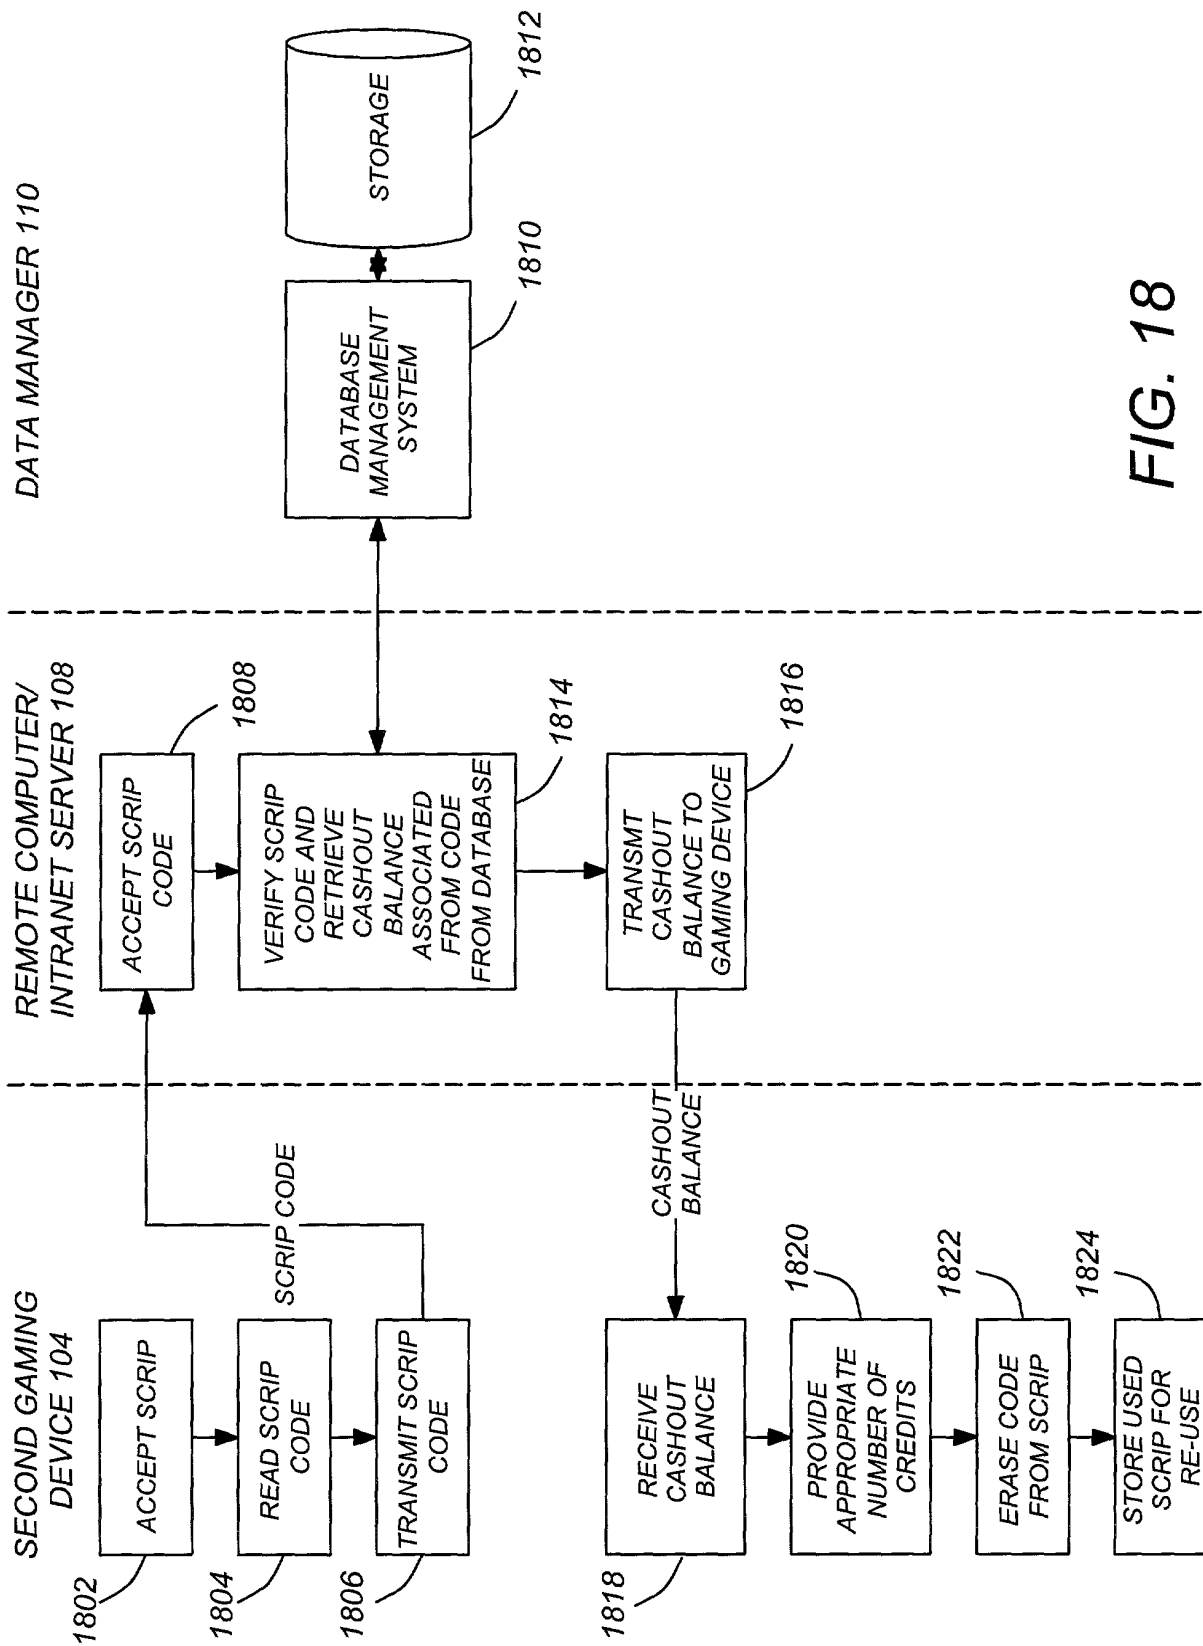 SECOND GAMING
DEVICE 104
REMOTE COMPUTER/
INTRANET SERVER 108
DATA MANAGER 110
1802
ACCEPT SCRIP
1804
READ SCRIP
CODE
1806
TRANSMIT SCRIP
CODE
SCRIP CODE
ACCEPT SCRIP
CODE
1808
VERIFY SCRIP
CODE AND
RETRIEVE
CASHOUT
BALANCE
ASSOCIATED
FROM CODE
FROM DATABASE
1814
DATABASE
MANAGEMENT
SYSTEM
1810
STORAGE
1812
TRANSMT
CASHOUT
BALANCE TO
GAMING DEVICE
1816
CASHOUT
BALANCE
RECEIVE
CASHOUT
BALANCE
1818
PROVIDE
APPROPRIATE
NUMBER OF
CREDITS
1820
ERASE CODE
FROM SCRIP
1822
STORE USED
SCRIP FOR
RE-USE
1824
FIG. 18